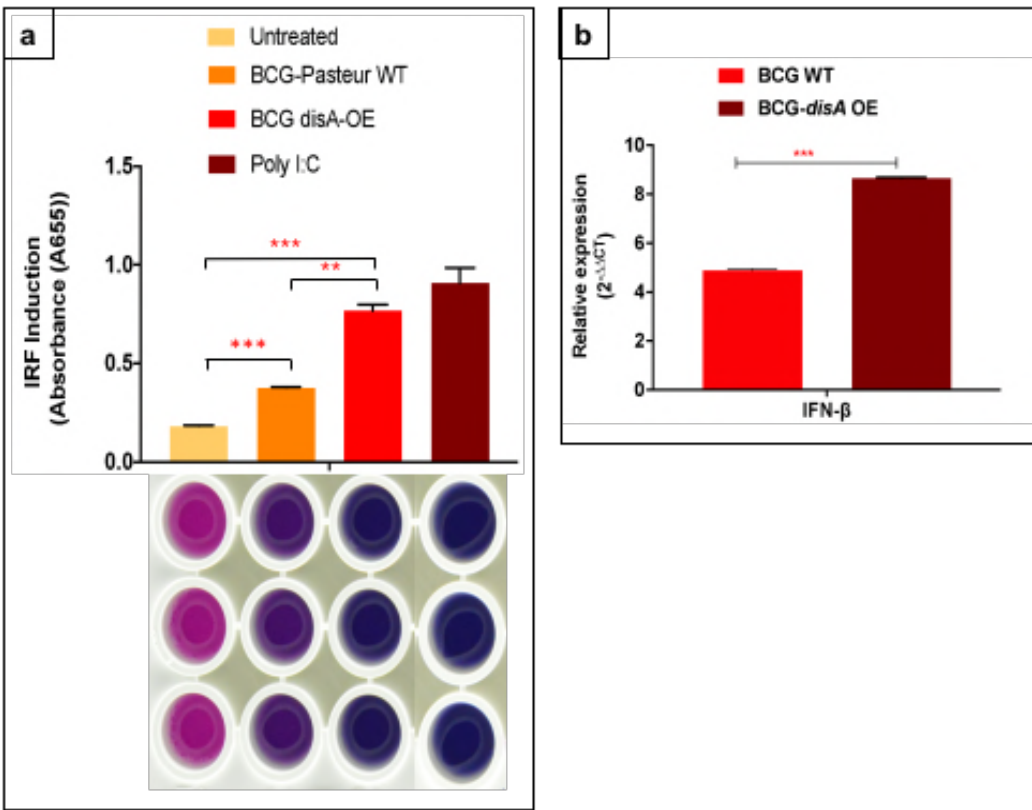 a
Untreated
BCG-Pasteur WT
BCG disA-OE
Poly I:C
IRF Induction
(Absorbance (A655))
1.5
1.0
0.5
0.0
***
**
***
b
BCG WT
BCG-disA OE
Relative expression
(2^-ΔΔCT)
10
8
6
4
2
0
***
IFN-β